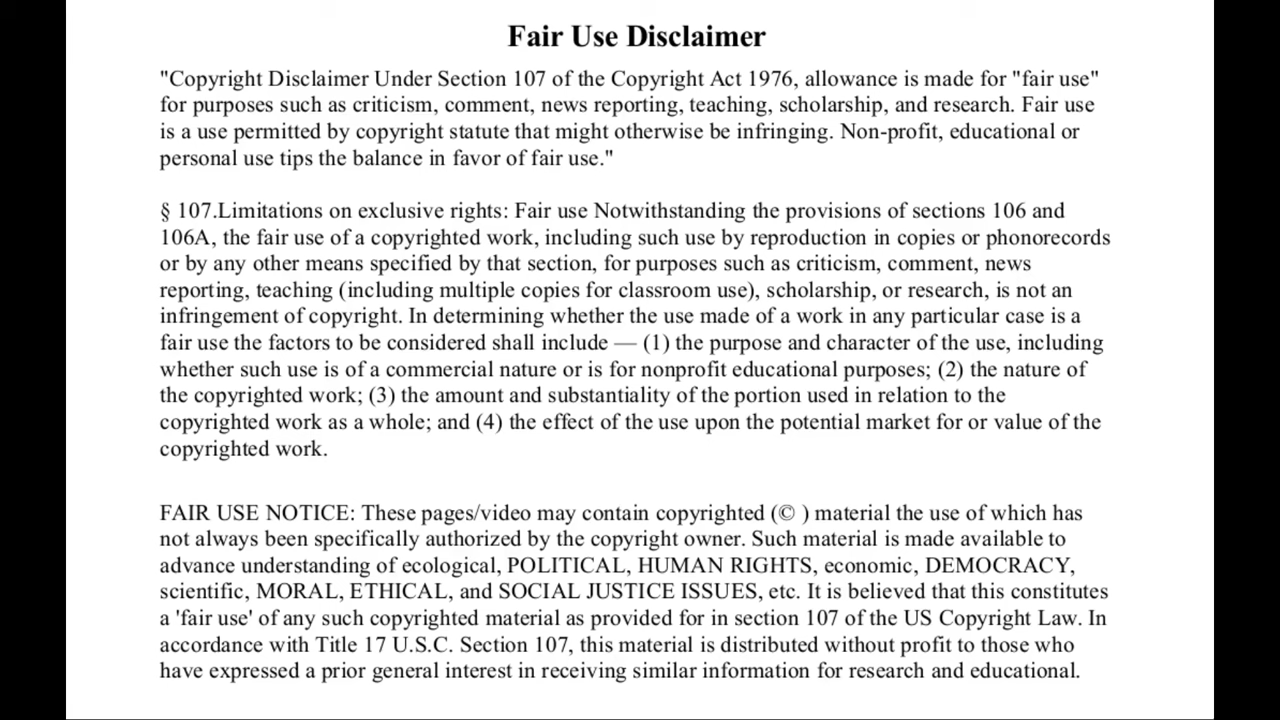 Fair Use Disclaimer
"Copyright Disclaimer Under Section 107 of the Copyright Act 1976, allowance is made for "fair use"
for purposes such as criticism, comment, news reporting, teaching, scholarship, and research. Fair use
is a use permitted by copyright statute that might otherwise be infringing. Non-profit, educational or
personal use tips the balance in favor of fair use."
§ 107.Limitations on exclusive rights: Fair use Notwithstanding the provisions of sections 106 and
106A, the fair use of a copyrighted work, including such use by reproduction in copies or phonorecords
or by any other means specified by that section, for purposes such as criticism, comment, news
reporting, teaching (including multiple copies for classroom use), scholarship, or research, is not an
infringement of copyright. In determining whether the use made of a work in any particular case is a
fair use the factors to be considered shall include — (1) the purpose and character of the use, including
whether such use is of a commercial nature or is for nonprofit educational purposes; (2) the nature of
the copyrighted work; (3) the amount and substantiality of the portion used in relation to the
copyrighted work as a whole; and (4) the effect of the use upon the potential market for or value of the
copyrighted work.
FAIR USE NOTICE: These pages/video may contain copyrighted (© ) material the use of which has
not always been specifically authorized by the copyright owner. Such material is made available to
advance understanding of ecological, POLITICAL, HUMAN RIGHTS, economic, DEMOCRACY,
scientific, MORAL, ETHICAL, and SOCIAL JUSTICE ISSUES, etc. It is believed that this constitutes
a 'fair use' of any such copyrighted material as provided for in section 107 of the US Copyright Law. In
accordance with Title 17 U.S.C. Section 107, this material is distributed without profit to those who
have expressed a prior general interest in receiving similar information for research and educational.